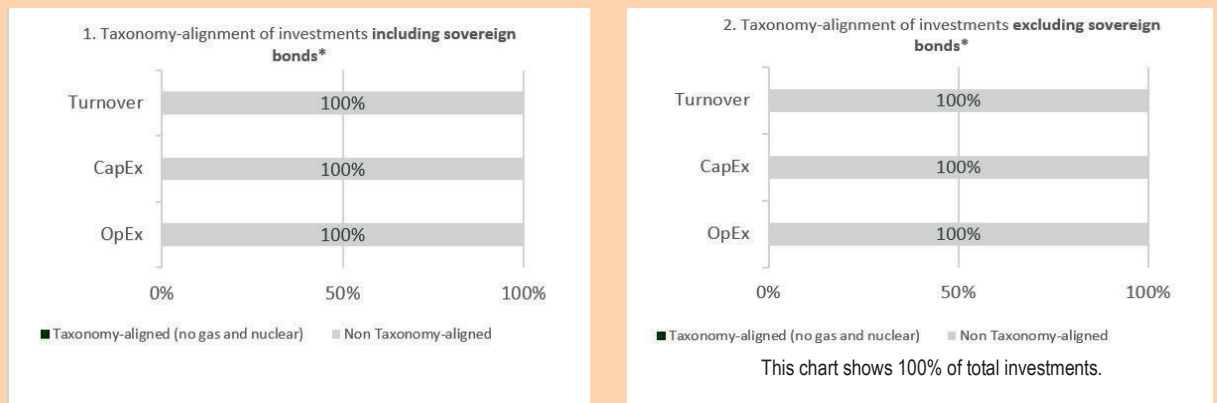 1. Taxonomy-alignment of investments including sovereign
bonds*
Turnover
100%
CapEx
100%
OpEx
100%
0% 50% 100%
Taxonomy-aligned (no gas and nuclear) Non Taxonomy-aligned
2. Taxonomy-alignment of investments excluding sovereign
bonds*
Turnover
100%
CapEx
100%
OpEx
100%
0% 50% 100%
Taxonomy-aligned (no gas and nuclear) Non Taxonomy-aligned
This chart shows 100% of total investments.